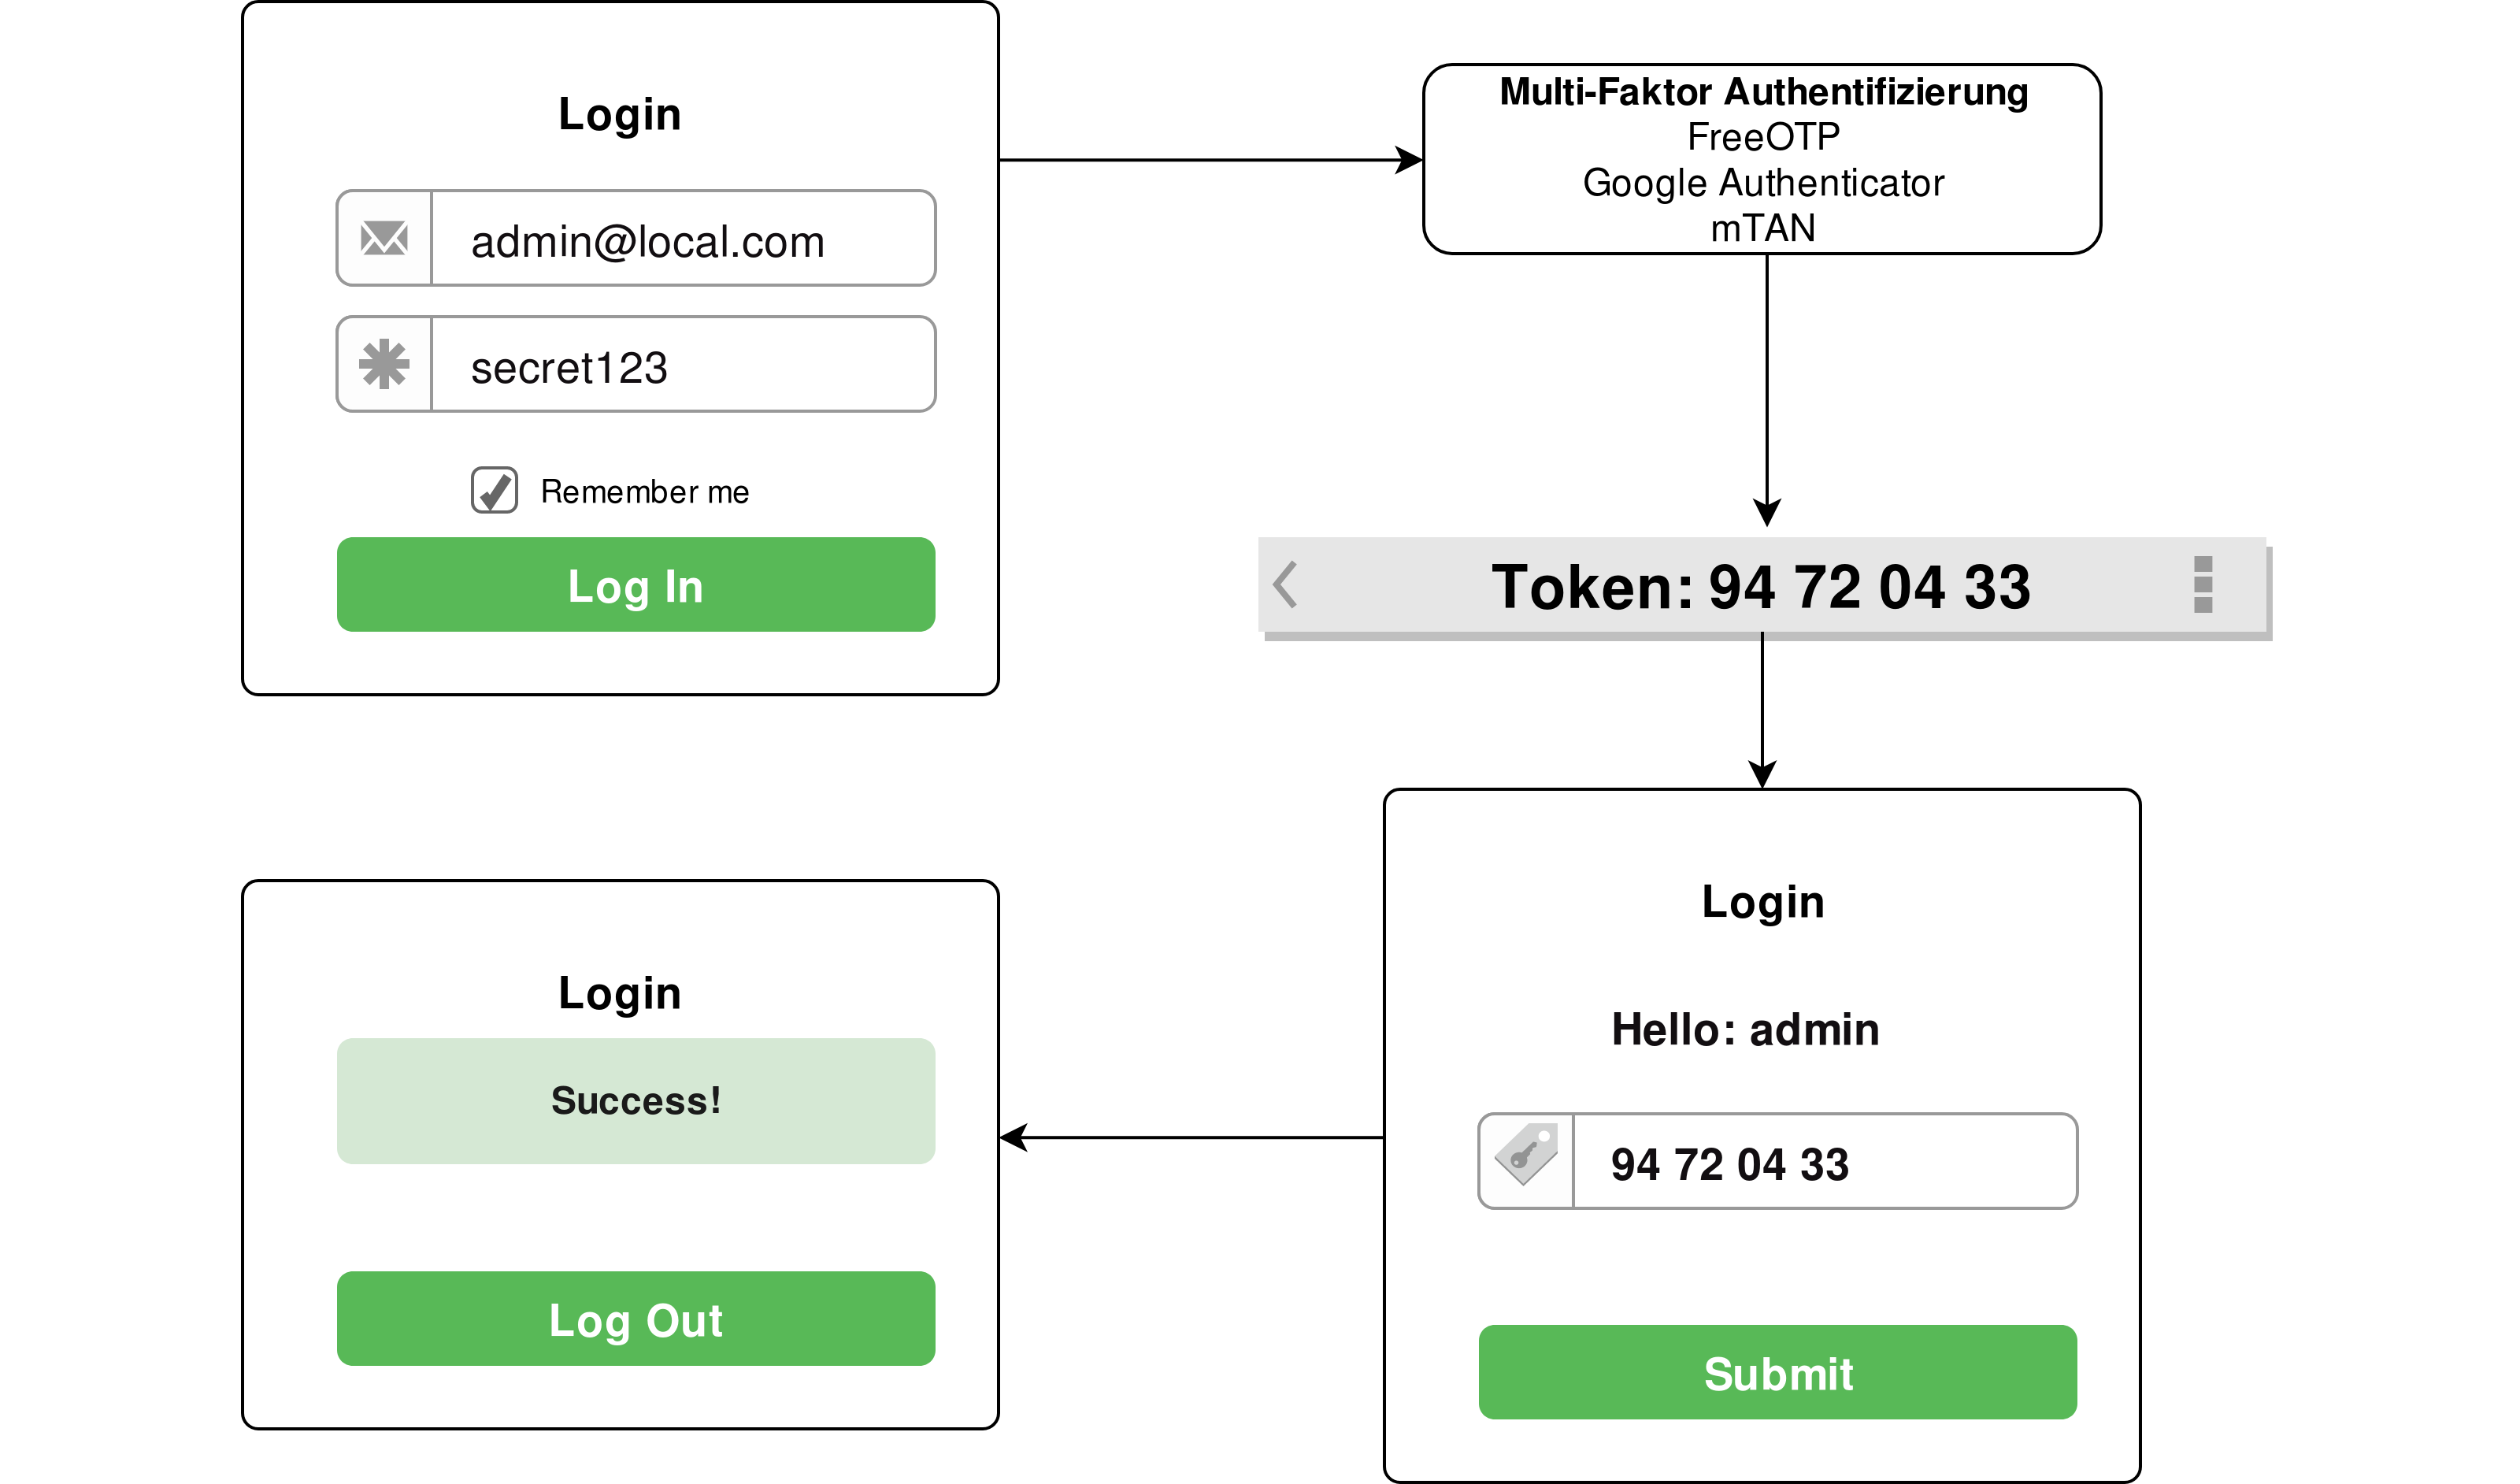 Login
admin@local.com
secret123
Remember me
Log In
Multi-Faktor Authentifizierung
FreeOTP
Google Authenticator
mTAN
Token: 94 72 04 33
Login
Hello: admin
94 72 04 33
Submit
Login
Success!
Log Out